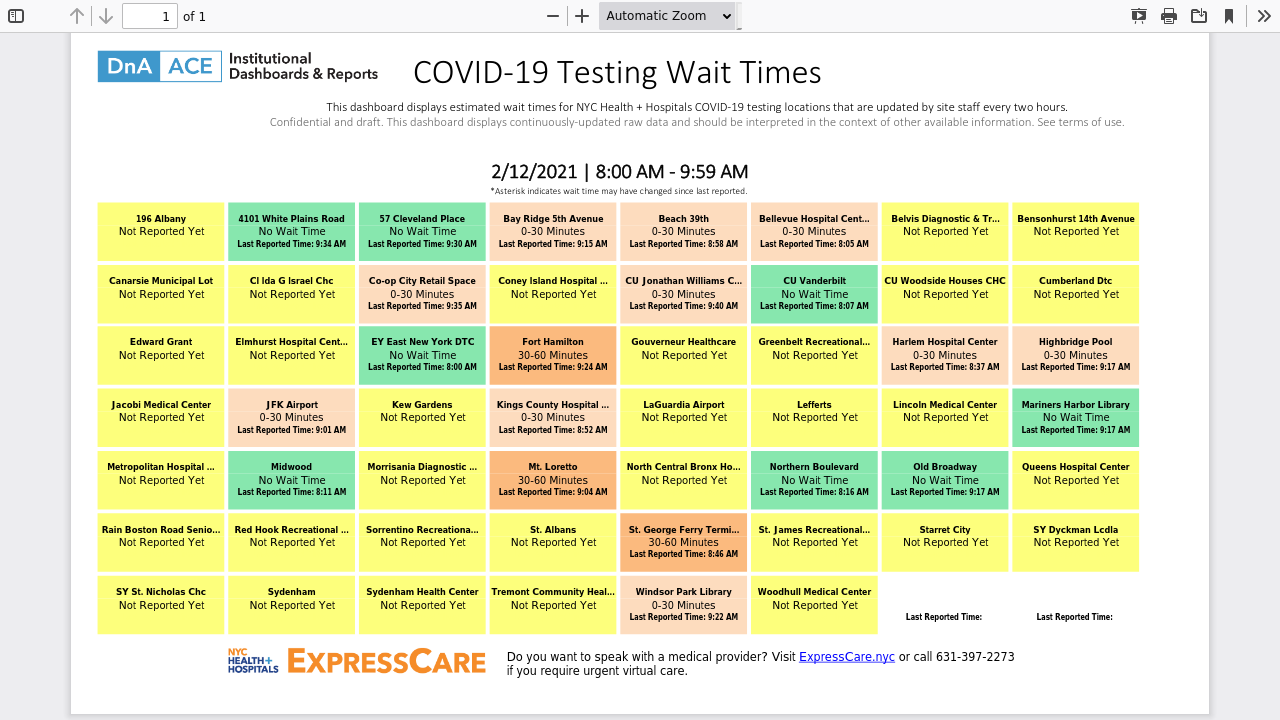 1 of 1
Automatic Zoom
DnA ACE Institutional
Dashboards & Reports
COVID-19 Testing Wait Times
This dashboard displays estimated wait times for NYC Health + Hospitals COVID-19 testing locations that are updated by site staff every two hours.
Confidential and draft. This dashboard displays continuously-updated raw data and should be interpreted in the context of other available information. See terms of use.
2/12/2021 | 8:00 AM - 9:59 AM
*Asterisk indicates wait time may have changed since last reported.
196 Albany
Not Reported Yet
4101 White Plains Road
No Wait Time
Last Reported Time: 9:34 AM
57 Cleveland Place
No Wait Time
Last Reported Time: 9:30 AM
Bay Ridge 5th Avenue
0-30 Minutes
Last Reported Time: 9:15 AM
Beach 39th
0-30 Minutes
Last Reported Time: 8:58 AM
Bellevue Hospital Cent...
0-30 Minutes
Last Reported Time: 8:05 AM
Belvis Diagnostic & Tr...
Not Reported Yet
Bensonhurst 14th Avenue
Not Reported Yet
Canarsie Municipal Lot
Not Reported Yet
Cl Ida G Israel Chc
Not Reported Yet
Co-op City Retail Space
0-30 Minutes
Last Reported Time: 9:35 AM
Coney Island Hospital ...
Not Reported Yet
CU Jonathan Williams C...
0-30 Minutes
Last Reported Time: 9:40 AM
CU Vanderbilt
No Wait Time
Last Reported Time: 8:07 AM
CU Woodside Houses CHC
Not Reported Yet
Cumberland Dtc
Not Reported Yet
Edward Grant
Not Reported Yet
Elmhurst Hospital Cent...
Not Reported Yet
EY East New York DTC
No Wait Time
Last Reported Time: 8:00 AM
Fort Hamilton
30-60 Minutes
Last Reported Time: 9:24 AM
Gouverneur Healthcare
Not Reported Yet
Greenbelt Recreational...
Not Reported Yet
Harlem Hospital Center
0-30 Minutes
Last Reported Time: 8:37 AM
Highbridge Pool
0-30 Minutes
Last Reported Time: 9:17 AM
Jacobi Medical Center
Not Reported Yet
JFK Airport
0-30 Minutes
Last Reported Time: 9:01 AM
Kew Gardens
Not Reported Yet
Kings County Hospital ...
0-30 Minutes
Last Reported Time: 8:52 AM
LaGuardia Airport
Not Reported Yet
Lefferts
Not Reported Yet
Lincoln Medical Center
Not Reported Yet
Mariners Harbor Library
No Wait Time
Last Reported Time: 9:17 AM
Metropolitan Hospital ...
Not Reported Yet
Midwood
No Wait Time
Last Reported Time: 8:11 AM
Morrisania Diagnostic ...
Not Reported Yet
Mt. Loretto
30-60 Minutes
Last Reported Time: 9:04 AM
North Central Bronx Ho...
Not Reported Yet
Northern Boulevard
No Wait Time
Last Reported Time: 8:16 AM
Old Broadway
No Wait Time
Last Reported Time: 9:17 AM
Queens Hospital Center
Not Reported Yet
Rain Boston Road Senio...
Not Reported Yet
Red Hook Recreational ...
Not Reported Yet
Sorrentino Recreationa...
Not Reported Yet
St. Albans
Not Reported Yet
St. George Ferry Termi...
30-60 Minutes
Last Reported Time: 8:46 AM
St. James Recreational...
Not Reported Yet
Starret City
Not Reported Yet
SY Dyckman Lcdla
Not Reported Yet
SY St. Nicholas Chc
Not Reported Yet
Sydenham
Not Reported Yet
Sydenham Health Center
Not Reported Yet
Tremont Community Heal...
Not Reported Yet
Windsor Park Library
0-30 Minutes
Last Reported Time: 9:22 AM
Woodhull Medical Center
Not Reported Yet
Last Reported Time:
Last Reported Time:
NYC
HEALTH+
HOSPITALS
EXPRESSCARE
Do you want to speak with a medical provider? Visit ExpressCare.nyc or call 631-397-2273
if you require urgent virtual care.